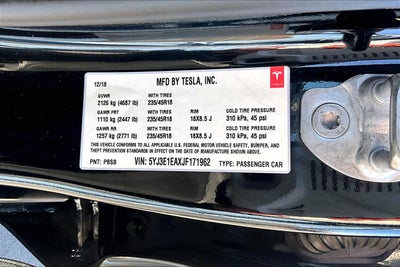 12/18 MFD BY TESLA, INC.
TESLA
GVWR WITH TIRES
2126 kg (4687 lb) 235/45R18
GAWR FRT WITH TIRES RIM COLD TIRE PRESSURE
1110 kg (2447 lb) 235/45R18 18X8.5 J 310 kPa, 45 psi
GAWR RR WITH TIRES RIM COLD TIRE PRESSURE
1257 kg (2771 lb) 235/45R18 18X8.5 J 310 kPa, 45 psi
THIS VEHICLE CONFORMS TO ALL APPLICABLE U.S. FEDERAL MOTOR VEHICLE SAFETY, BUMPER, AND
THEFT PREVENTION STANDARDS IN EFFECT ON THE DATE OF MANUFACTURE SHOWN ABOVE.
PNT: PBSB VIN: 5YJ3E1EAXJF171962 TYPE: PASSENGER CAR